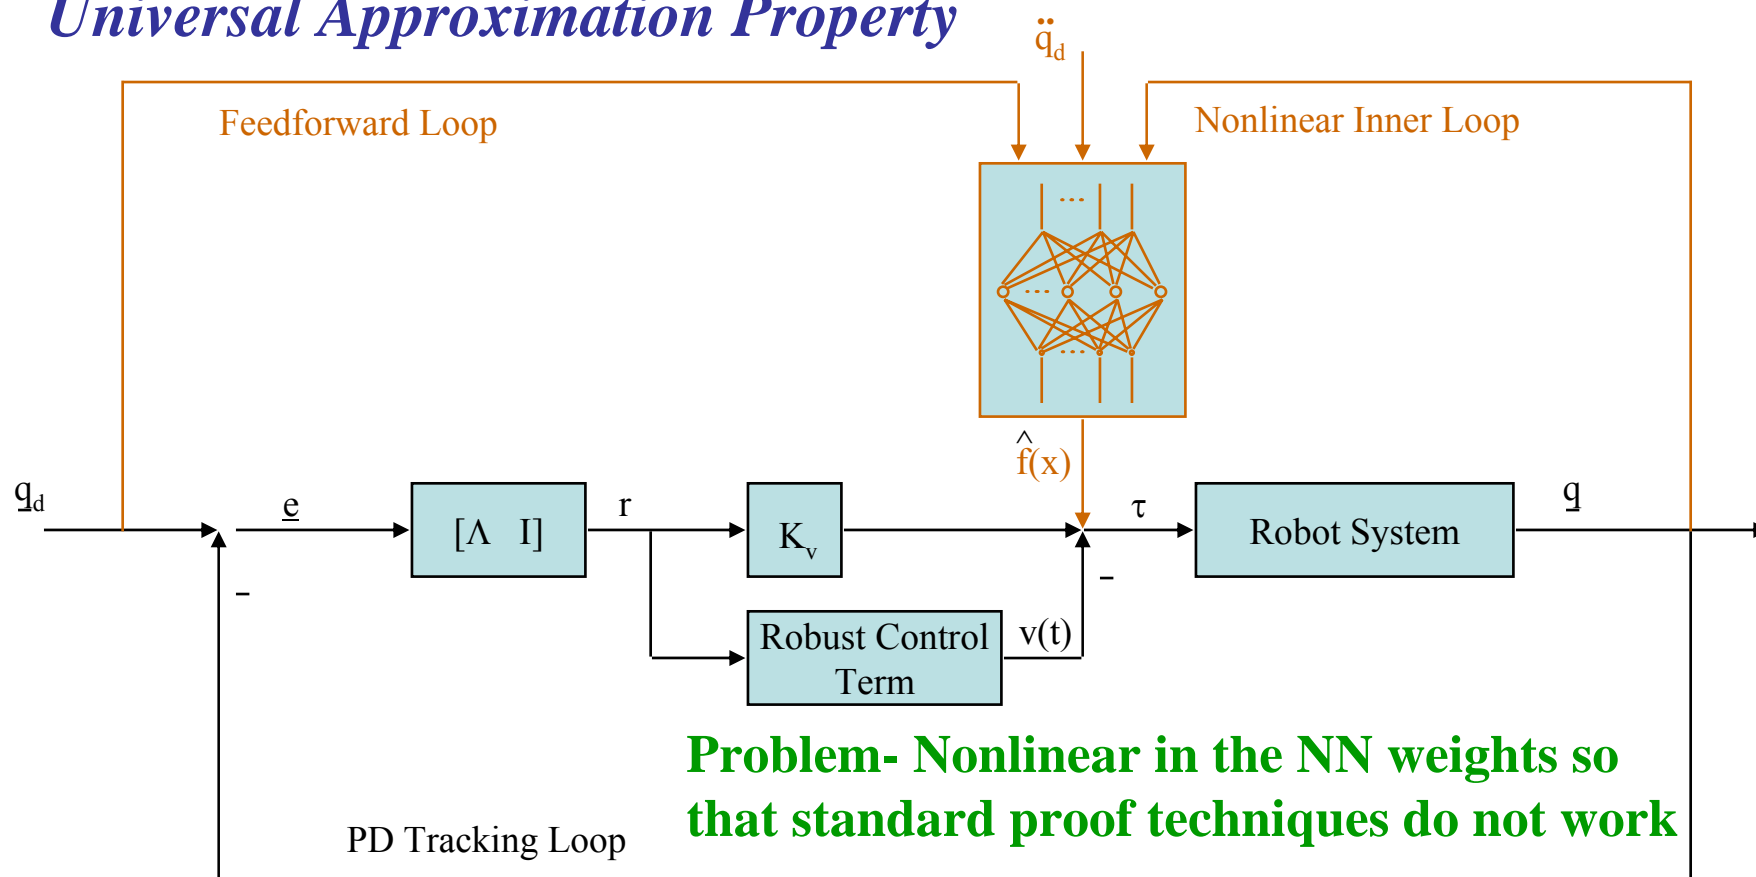 Universal Approximation Property
q̈d
Feedforward Loop
Nonlinear Inner Loop
...
...
...
^
f(x)
qd
e
[Λ I]
r
Kv
τ
Robot System
q
-
-
Robust Control
Term
v(t)
Problem- Nonlinear in the NN weights so
that standard proof techniques do not work
PD Tracking Loop